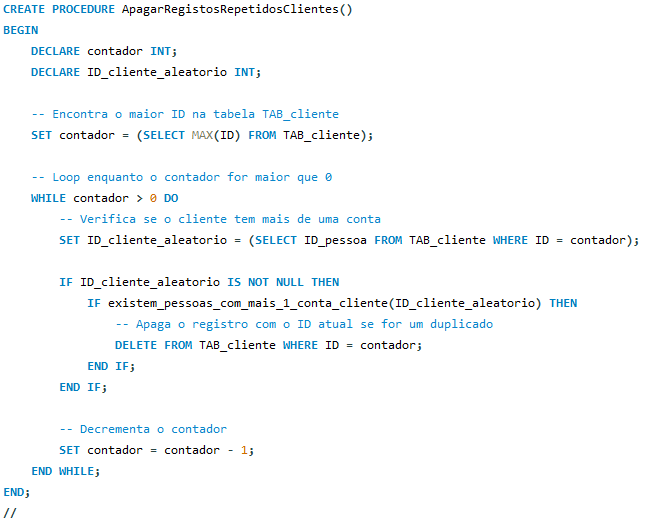 CREATE PROCEDURE ApagarRegistosRepetidosClientes()
BEGIN
    DECLARE contador INT;
    DECLARE ID_cliente_aleatorio INT;

    -- Encontra o maior ID na tabela TAB_cliente
    SET contador = (SELECT MAX(ID) FROM TAB_cliente);

    -- Loop enquanto o contador for maior que 0
    WHILE contador > 0 DO
        -- Verifica se o cliente tem mais de uma conta
        SET ID_cliente_aleatorio = (SELECT ID_pessoa FROM TAB_cliente WHERE ID = contador);

        IF ID_cliente_aleatorio IS NOT NULL THEN
            IF existem_pessoas_com_mais_1_conta_cliente(ID_cliente_aleatorio) THEN
                -- Apaga o registro com o ID atual se for um duplicado
                DELETE FROM TAB_cliente WHERE ID = contador;
            END IF;
        END IF;

        -- Decrementa o contador
        SET contador = contador - 1;
    END WHILE;
END;
//